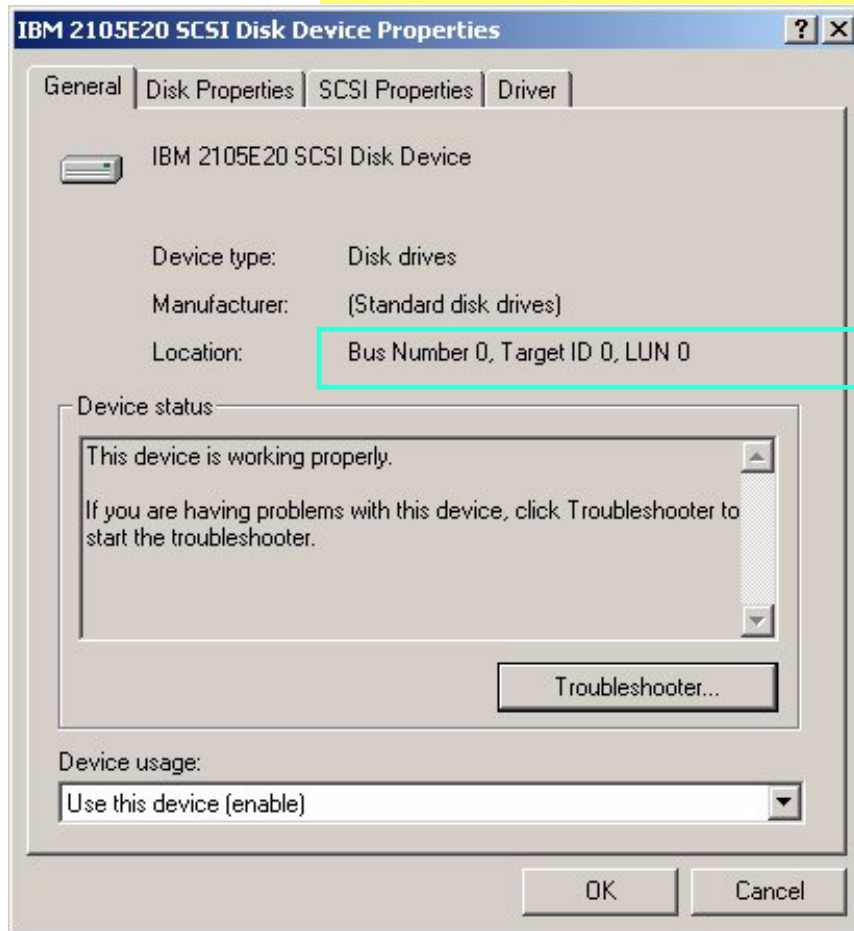 IBM 2105E20 SCSI Disk Device Properties
General Disk Properties SCSI Properties Driver
IBM 2105E20 SCSI Disk Device
Device type: Disk drives
Manufacturer: (Standard disk drives)
Location: Bus Number 0, Target ID 0, LUN 0
Device status
This device is working properly.
If you are having problems with this device, click Troubleshooter to
start the troubleshooter.
Troubleshooter...
Device usage:
Use this device (enable)
OK Cancel